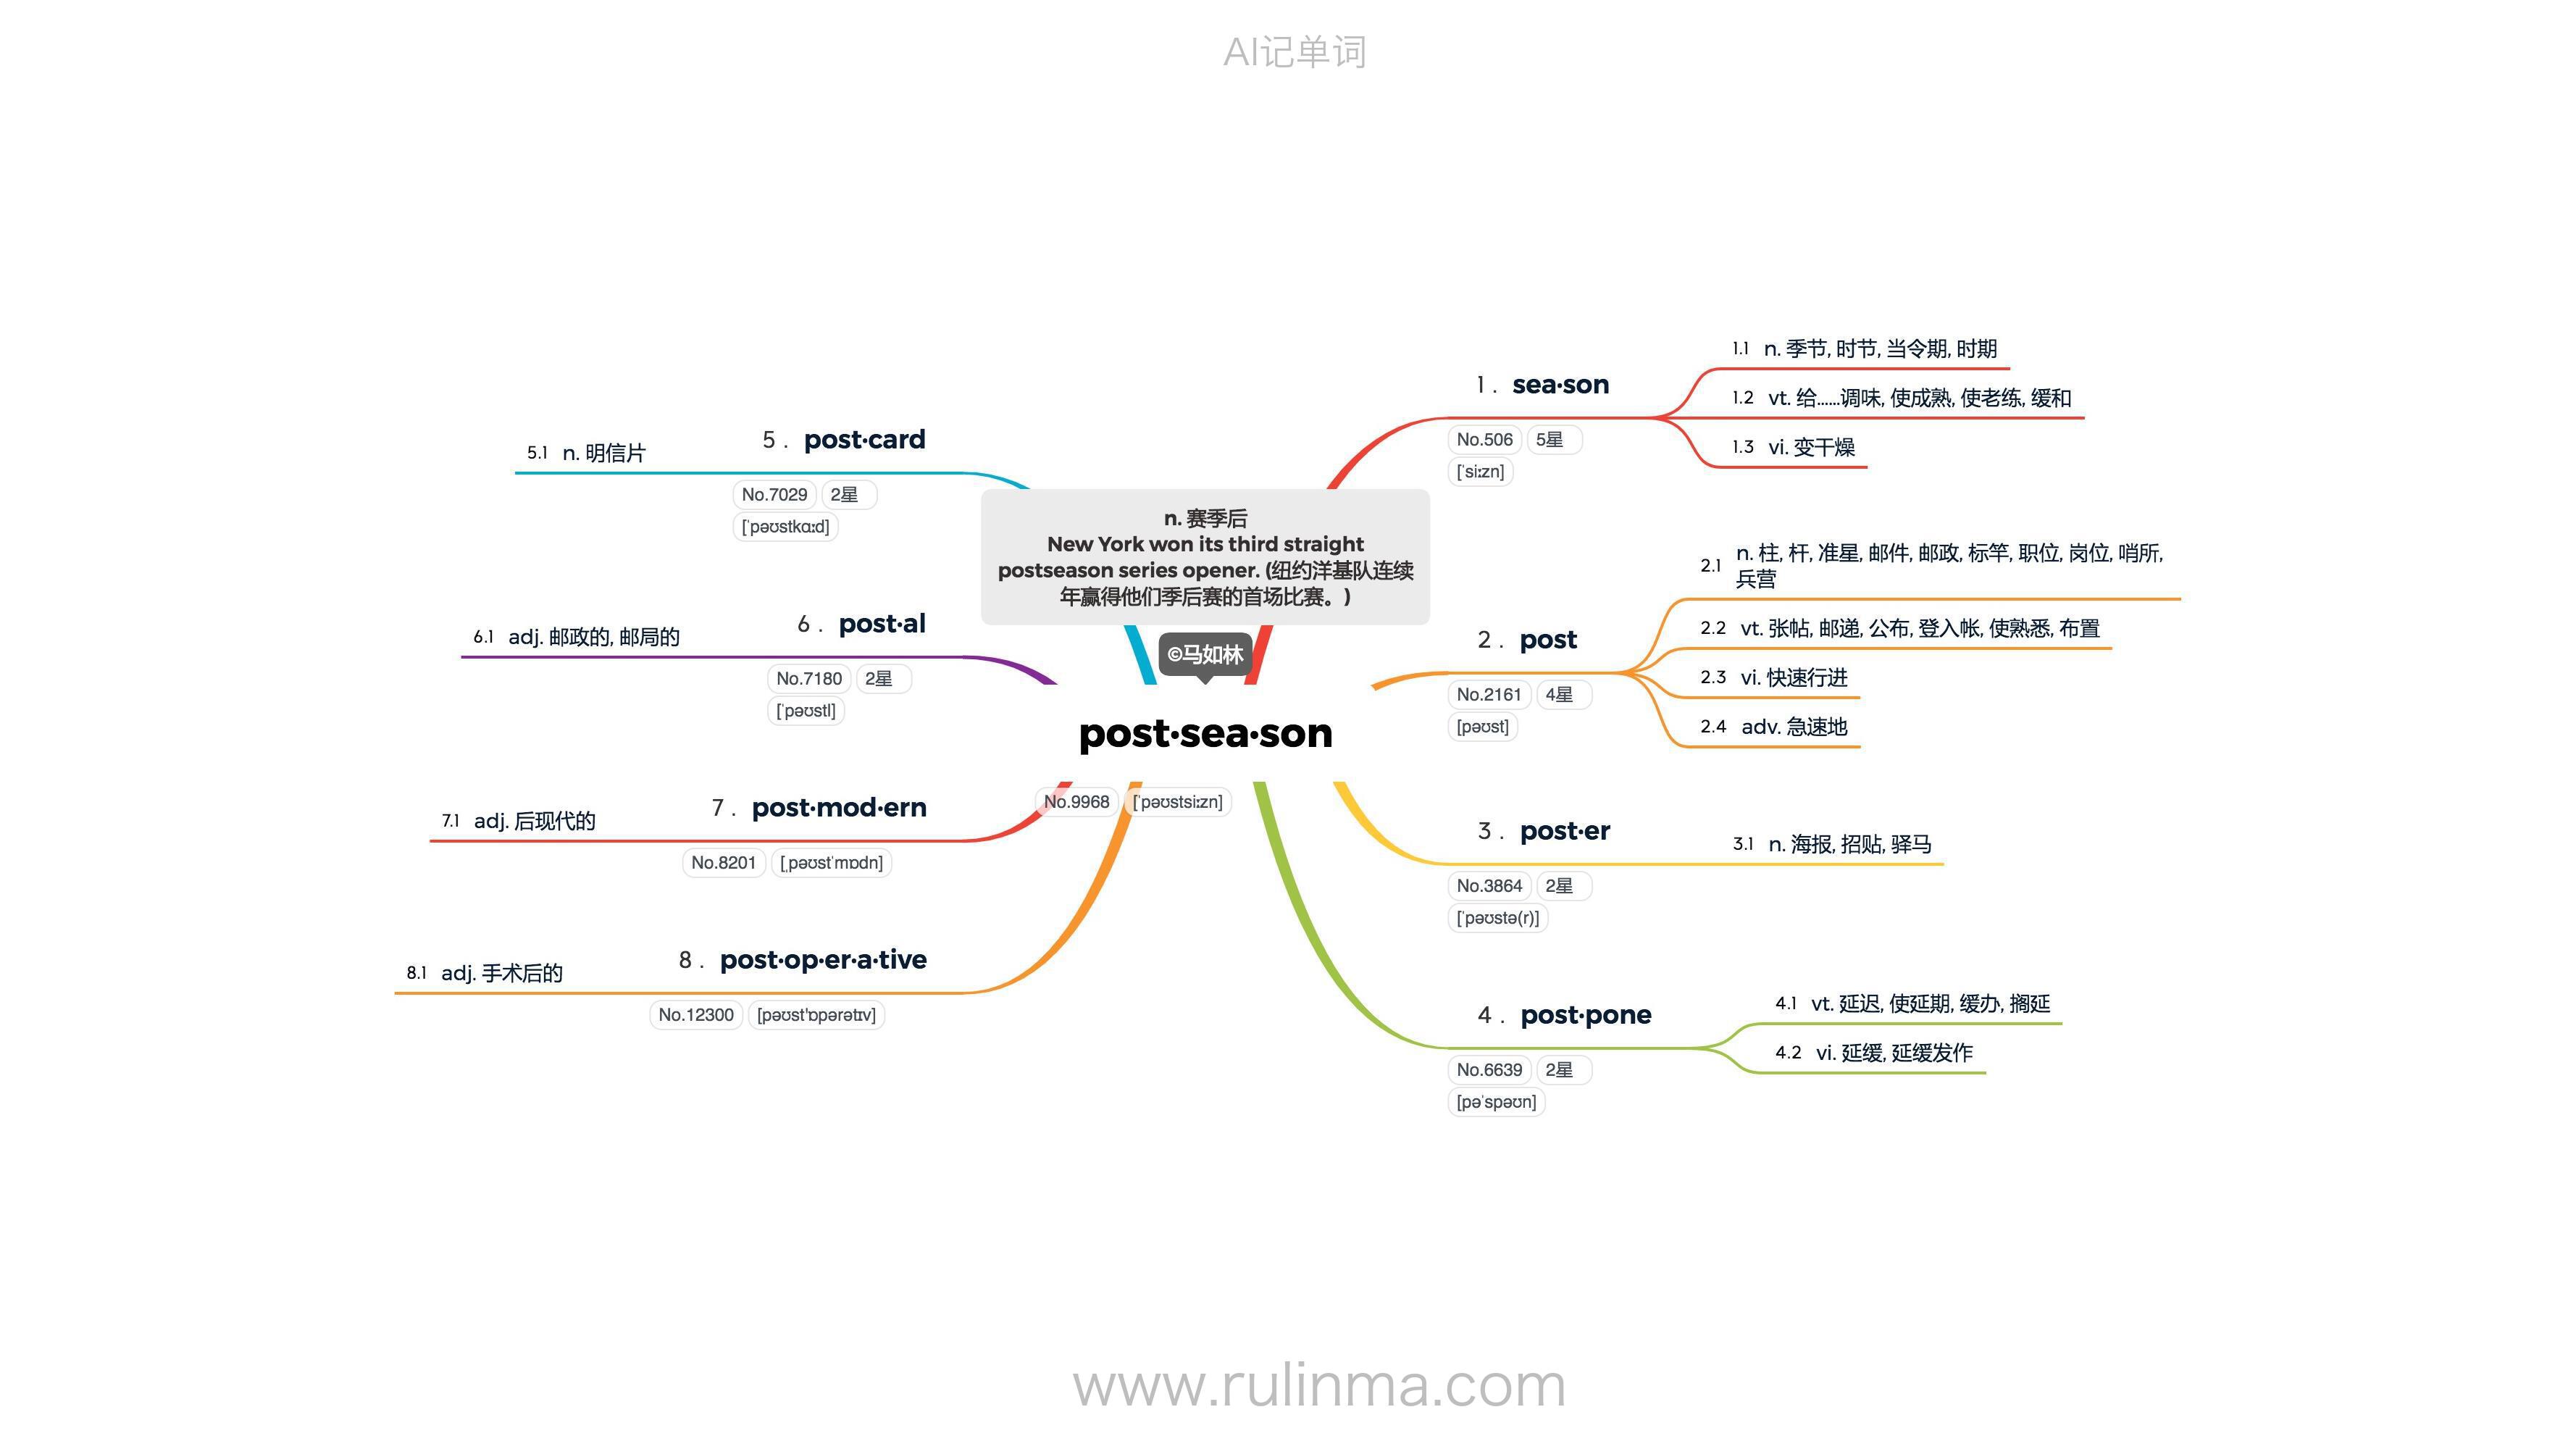 AI记单词
n. 赛季后
New York won its third straight
postseason series opener. (纽约洋基队连续
年赢得他们季后赛的首场比赛。)
©马如林
post·sea·son
No.9968 [ˈpəʊstsiːzn]
1. sea·son
No.506 5星
[ˈsiːzn]
1.1 n. 季节, 时节, 当令期, 时期
1.2 vt. 给……调味, 使成熟, 使老练, 缓和
1.3 vi. 变干燥
2. post
No.2161 4星
[pəʊst]
2.1 n. 柱, 杆, 准星, 邮件, 邮政, 标竿, 职位, 岗位, 哨所,
兵营
2.2 vt. 张帖, 邮递, 公布, 登入帐, 使熟悉, 布置
2.3 vi. 快速行进
2.4 adv. 急速地
3. post·er
No.3864 2星
[ˈpəʊstə(r)]
3.1 n. 海报, 招贴, 驿马
4. post·pone
No.6639 2星
[pəˈspəʊn]
4.1 vt. 延迟, 使延期, 缓办, 搁延
4.2 vi. 延缓, 延缓发作
5. post·card
No.7029 2星
[ˈpəʊstkɑːd]
5.1 n. 明信片
6. post·al
No.7180 2星
[ˈpəʊstl]
6.1 adj. 邮政的, 邮局的
7. post·mod·ern
No.8201 [ˌpəʊstˈmɒdn]
7.1 adj. 后现代的
8. post·op·er·a·tive
No.12300 [pəʊst'ɒpərətɪv]
8.1 adj. 手术后的
www.rulinma.com